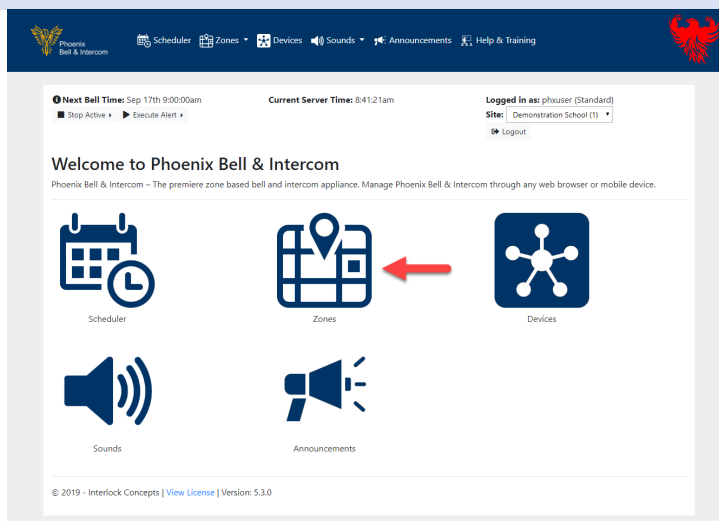 Phoenix
Bell & Intercom
Scheduler Zones Devices Sounds Announcements Help & Training
Next Bell Time: Sep 17th 9:00:00am Current Server Time: 8:41:21am Logged in as: phxuser (Standard)
Stop Active Execute Alert Site: Demonstration School (1)
Logout
Welcome to Phoenix Bell & Intercom
Phoenix Bell & Intercom – The premiere zone based bell and intercom appliance. Manage Phoenix Bell & Intercom through any web browser or mobile device.
Scheduler Zones Devices
Sounds Announcements
© 2019 - Interlock Concepts | View License | Version: 5.3.0